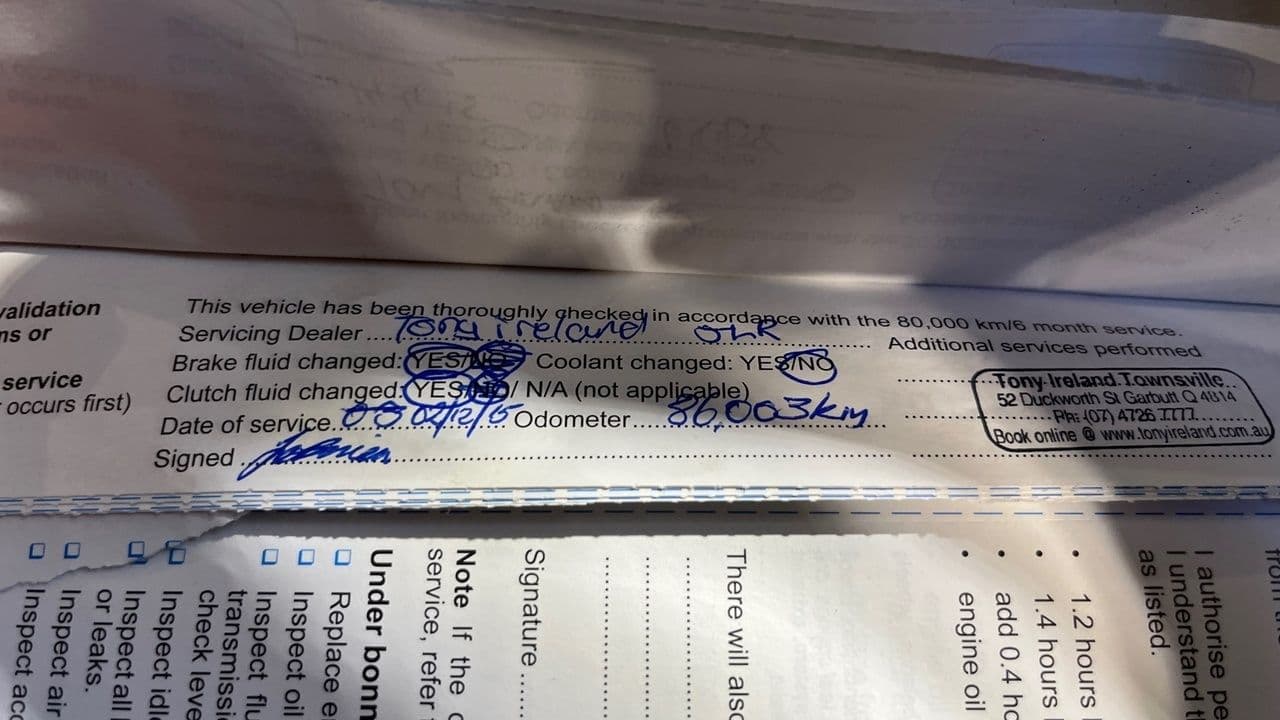 validation
ns or
service
occurs first)
This vehicle has been thoroughly checked in accordance with the 80,000 km/6 month service.
Servicing Dealer .... Tony Ireland
Additional services performed
Brake fluid changed: YES/NO Coolant changed: YES/NO
Clutch fluid changed: YES/NO/ N/A (not applicable)
Date of service.. 02/12/15 Odometer..... 86,003km
Signed
Tony Ireland Townsville
52 Duckworth St Garbutt Q 4814
Ph: (07) 4726 7777
Book online @ www.tonyireland.com.au
from
I authorise pe
I understand t
as listed.
• 1.2 hours
• 1.4 hours
• add 0.4 ho
• engine oil
There will also
Signature ......
Note If the
service, refer
Under bonn
Replace e
Inspect oil
Inspect flu
transmissi
check leve
Inspect idl
Inspect all
or leaks.
Inspect air
Inspect acc